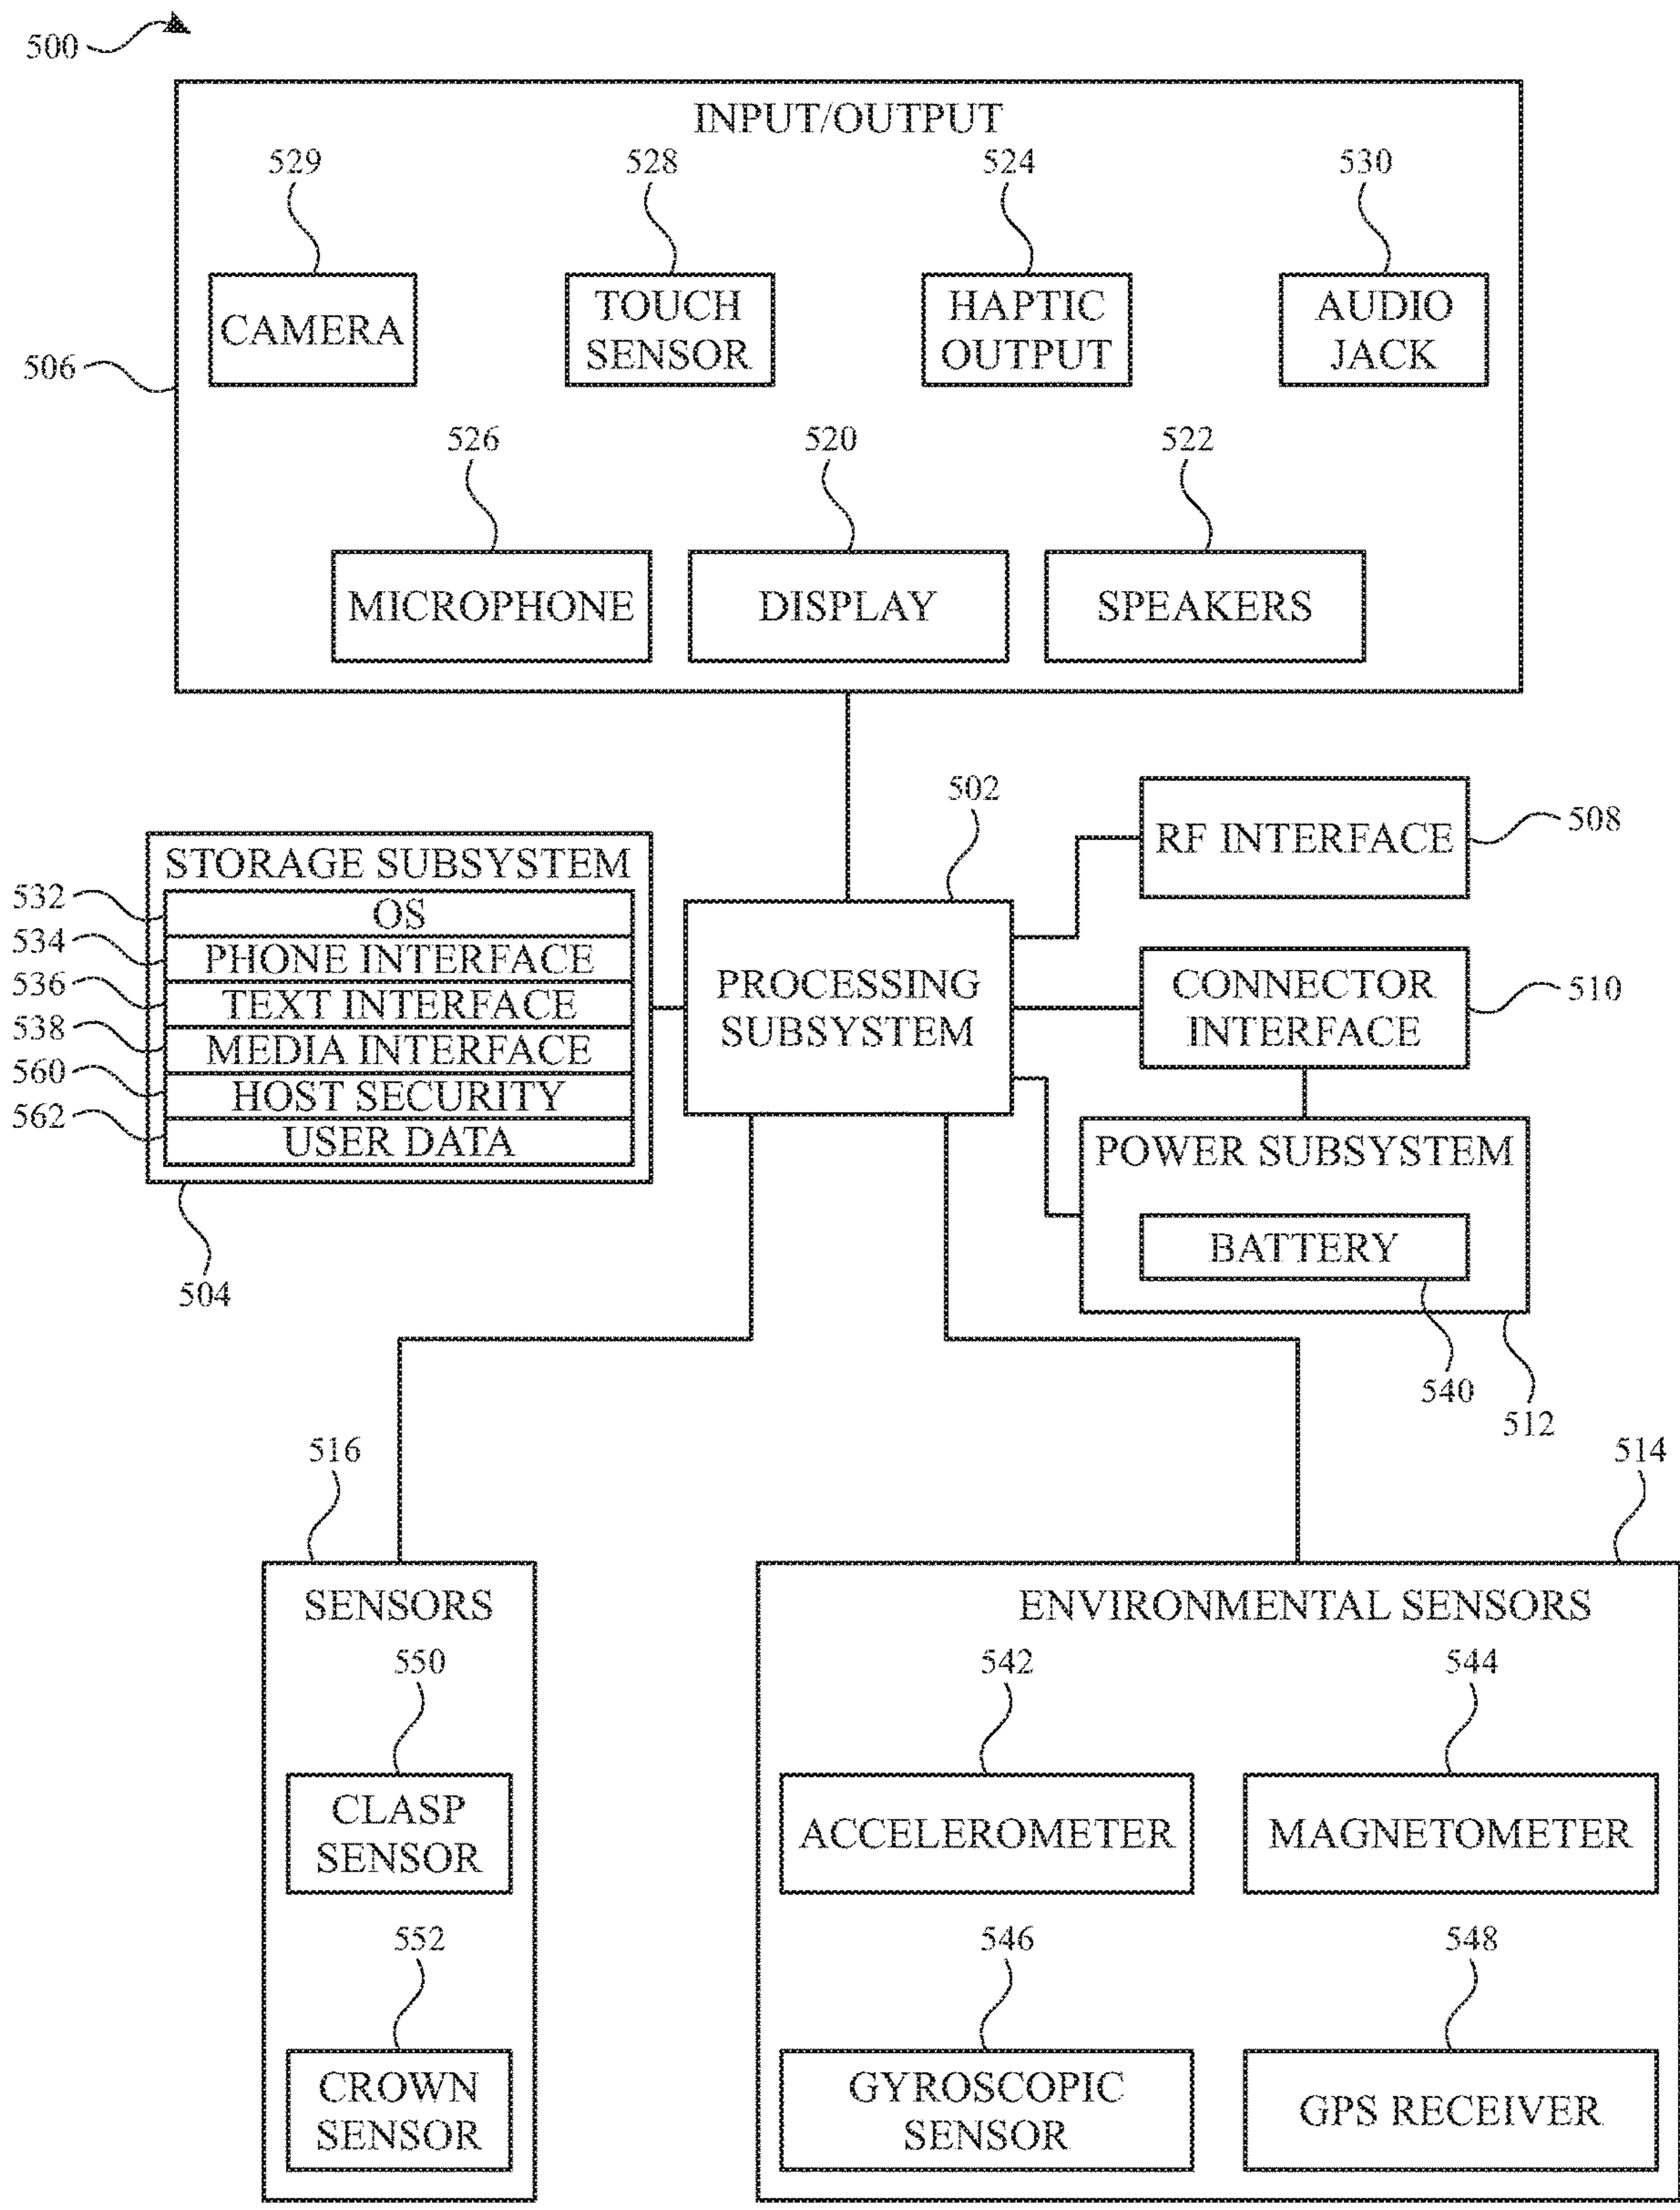 500
INPUT/OUTPUT
529
528
524
530
CAMERA
TOUCH
SENSOR
HAPTIC
OUTPUT
AUDIO
JACK
506
526
520
522
MICROPHONE
DISPLAY
SPEAKERS
502
RF INTERFACE
508
STORAGE SUBSYSTEM
532
OS
534
PHONE INTERFACE
536
TEXT INTERFACE
538
MEDIA INTERFACE
560
HOST SECURITY
562
USER DATA
504
PROCESSING
SUBSYSTEM
CONNECTOR
INTERFACE
510
POWER SUBSYSTEM
BATTERY
540
512
516
514
SENSORS
550
CLASP
SENSOR
552
CROWN
SENSOR
ENVIRONMENTAL SENSORS
542
544
ACCELEROMETER
MAGNETOMETER
546
548
GYROSCOPIC
SENSOR
GPS RECEIVER